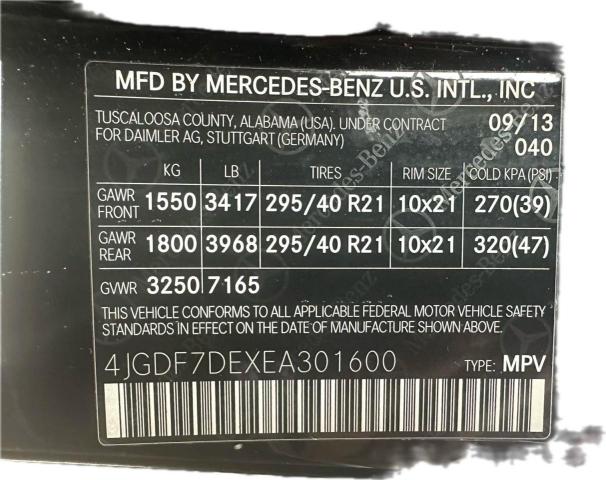 MFD BY MERCEDES-BENZ U.S. INTL., INC
TUSCALOOSA COUNTY, ALABAMA (USA). UNDER CONTRACT 09/13
FOR DAIMLER AG, STUTTGART (GERMANY) 040
KG LB TIRES RIM SIZE COLD KPA (PSI)
GAWR FRONT 1550 3417 295/40 R21 10x21 270(39)
GAWR REAR 1800 3968 295/40 R21 10x21 320(47)
GVWR 3250 7165
THIS VEHICLE CONFORMS TO ALL APPLICABLE FEDERAL MOTOR VEHICLE SAFETY
STANDARDS IN EFFECT ON THE DATE OF MANUFACTURE SHOWN ABOVE.
4JGDF7DEXEA301600 TYPE: MPV